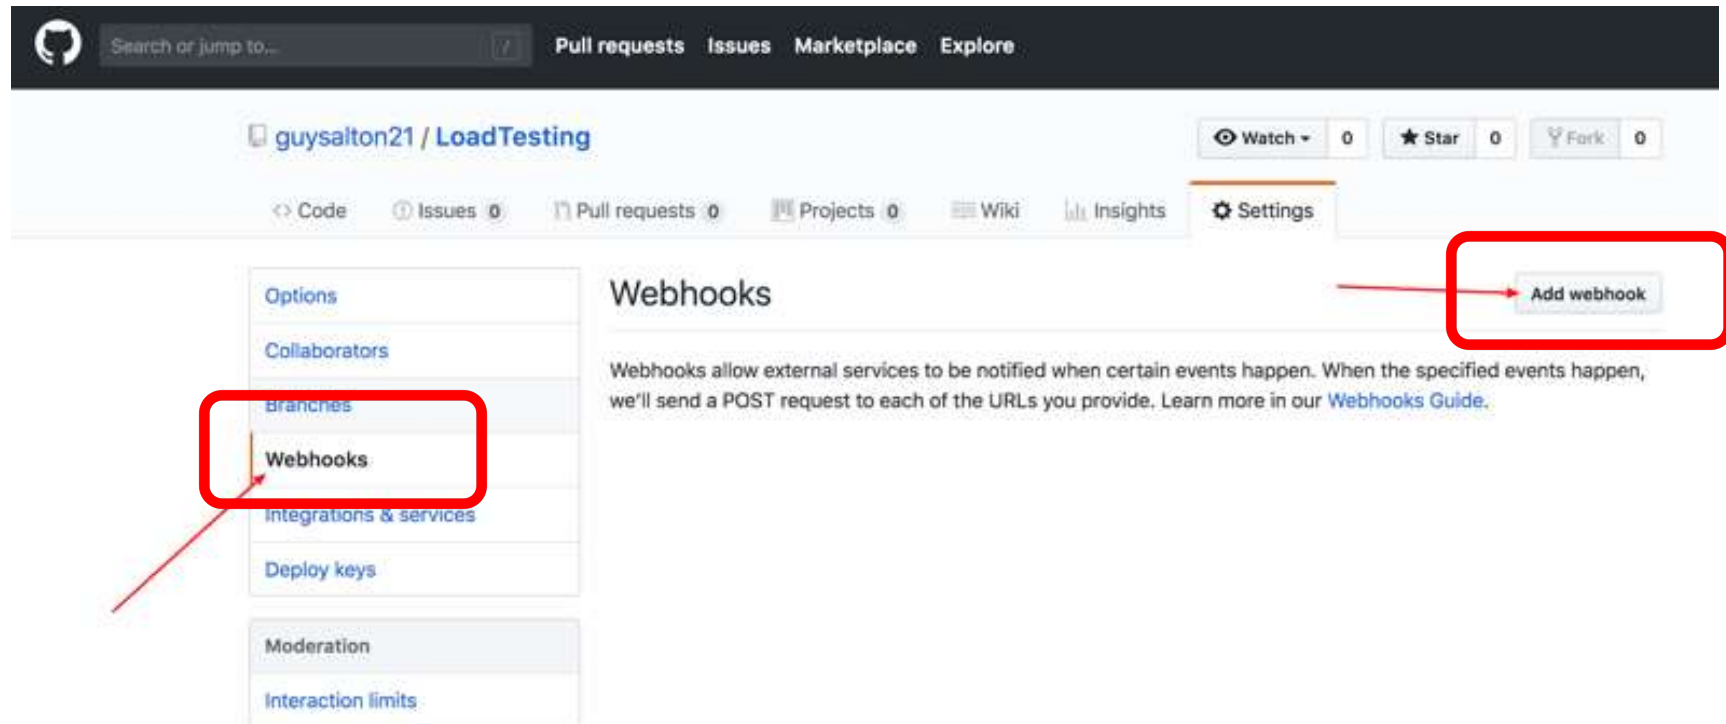 Search or jump to... /
Pull requests Issues Marketplace Explore
guysalton21 / LoadTesting
Watch 0 Star 0 Fork 0
Code Issues 0 Pull requests 0 Projects 0 Wiki Insights Settings
Options
Collaborators
Branches
Webhooks
Integrations & services
Deploy keys
Moderation
Interaction limits
Webhooks
Add webhook
Webhooks allow external services to be notified when certain events happen. When the specified events happen,
we'll send a POST request to each of the URLs you provide. Learn more in our Webhooks Guide.